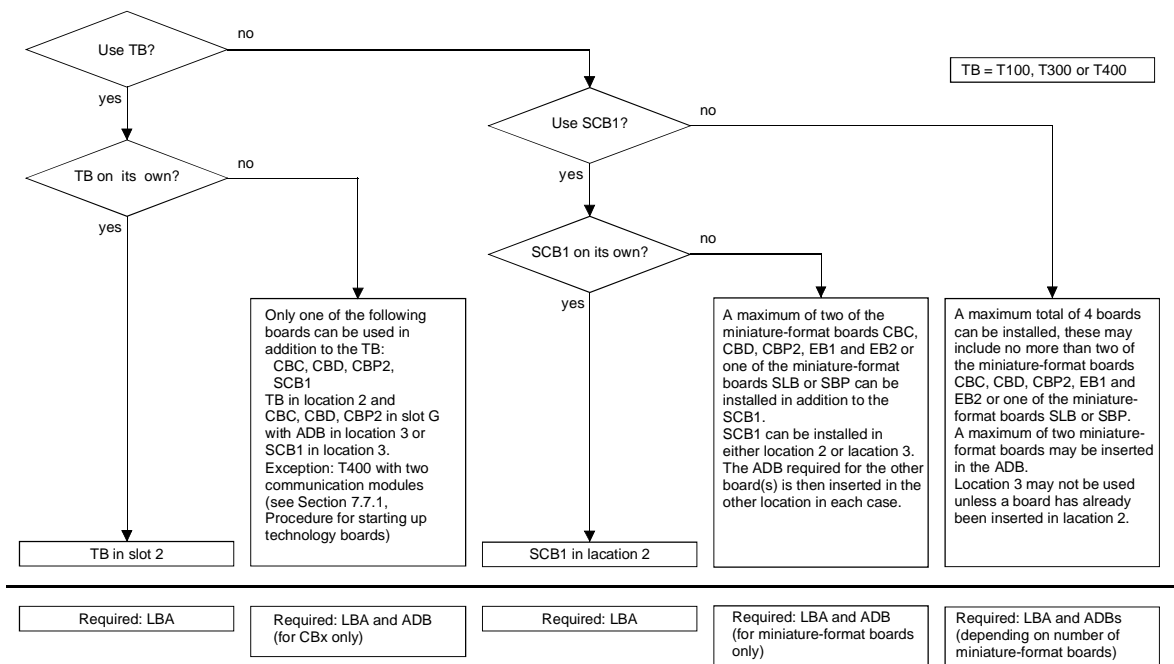 Use TB?
no
TB = T100, T300 or T400
yes
Use SCB1?
no
TB on its own?
no
yes
yes
SCB1 on its own?
no
yes
Only one of the following
boards can be used in
addition to the TB:
CBC, CBD, CBP2,
SCB1
TB in location 2 and
CBC, CBD, CBP2 in slot G
with ADB in location 3 or
SCB1 in location 3.
Exception: T400 with two
communication modules
(see Section 7.7.1,
Procedure for starting up
technology boards)
A maximum of two of the
miniature-format boards CBC,
CBD, CBP2, EB1 and EB2 or
one of the miniature-format
boards SLB or SBP can be
installed in addition to the
SCB1.
SCB1 can be installed in
either location 2 or lacation 3.
The ADB required for the other
board(s) is then inserted in the
other location in each case.
A maximum total of 4 boards
can be installed, these may
include no more than two of
the miniature-format boards
CBC, CBD, CBP2, EB1 and
EB2 or one of the miniature-
format boards SLB or SBP.
A maximum of two miniature-
format boards may be inserted
in the ADB.
Location 3 may not be used
unless a board has already
been inserted in lacation 2.
TB in slot 2
SCB1 in lacation 2
Required: LBA
Required: LBA and ADB
(for CBx only)
Required: LBA
Required: LBA and ADB
(for miniature-format boards
only)
Required: LBA and ADBs
(depending on number of
miniature-format boards)